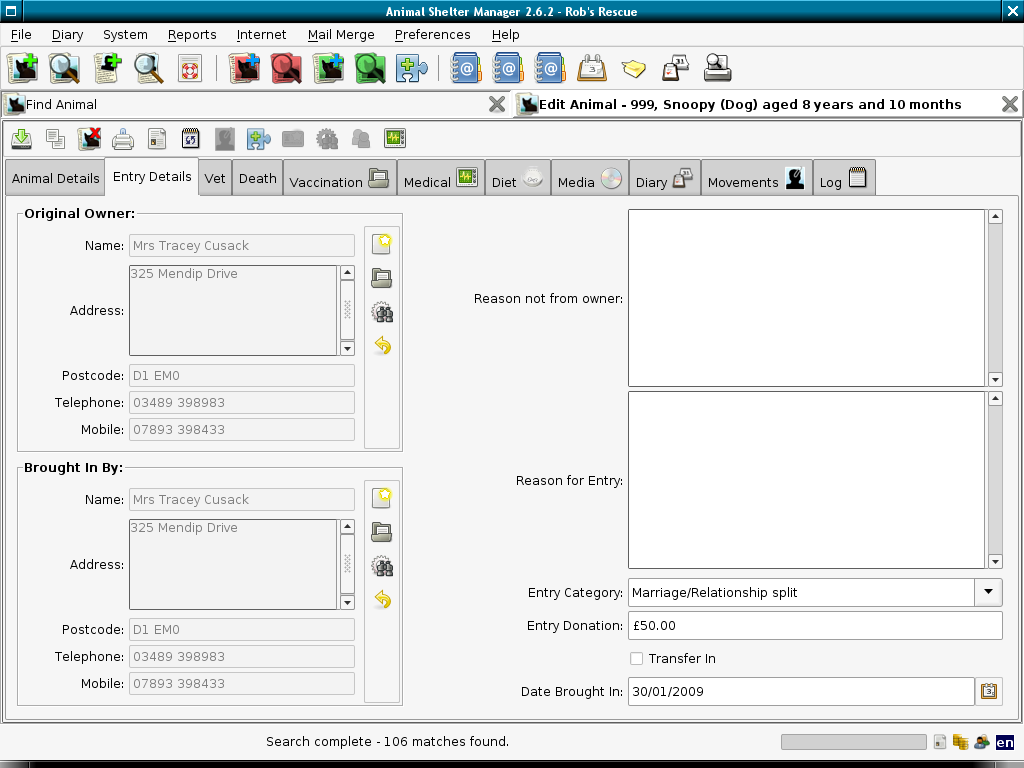 Animal Shelter Manager 2.6.2 - Rob's Rescue
File Diary System Reports Internet Mail Merge Preferences Help
Find Animal
Edit Animal - 999, Snoopy (Dog) aged 8 years and 10 months
Animal Details Entry Details Vet Death Vaccination Medical Diet Media Diary Movements Log
Original Owner:
Name: Mrs Tracey Cusack
Address: 325 Mendip Drive
Postcode: D1 EM0
Telephone: 03489 398983
Mobile: 07893 398433
Brought In By:
Name: Mrs Tracey Cusack
Address: 325 Mendip Drive
Postcode: D1 EM0
Telephone: 03489 398983
Mobile: 07893 398433
Reason not from owner:
Reason for Entry:
Entry Category: Marriage/Relationship split
Entry Donation: £50.00
Transfer In
Date Brought In: 30/01/2009
Search complete - 106 matches found.
en